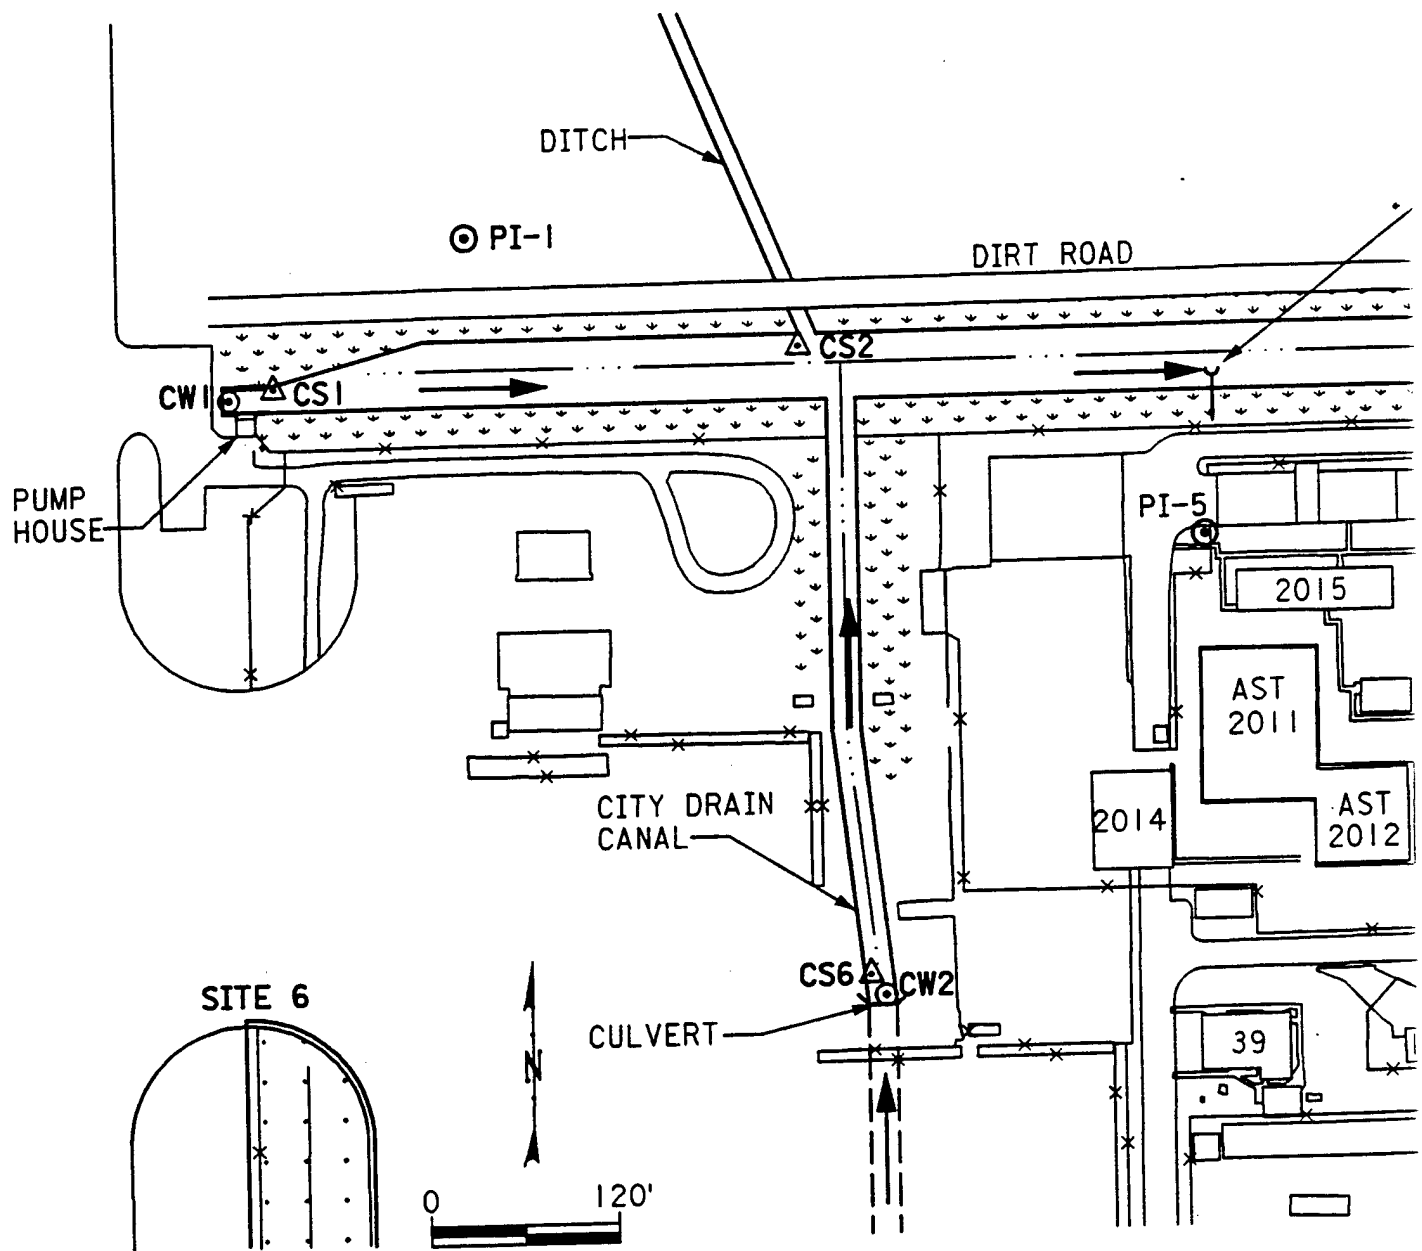 DITCH
PI-1
DIRT ROAD
CS2
CW1
CS1
PUMP
HOUSE
PI-5
2015
AST
2011
CITY DRAIN
CANAL
2014
AST
2012
CS6
CW2
SITE 6
CULVERT
39
N
0 120'